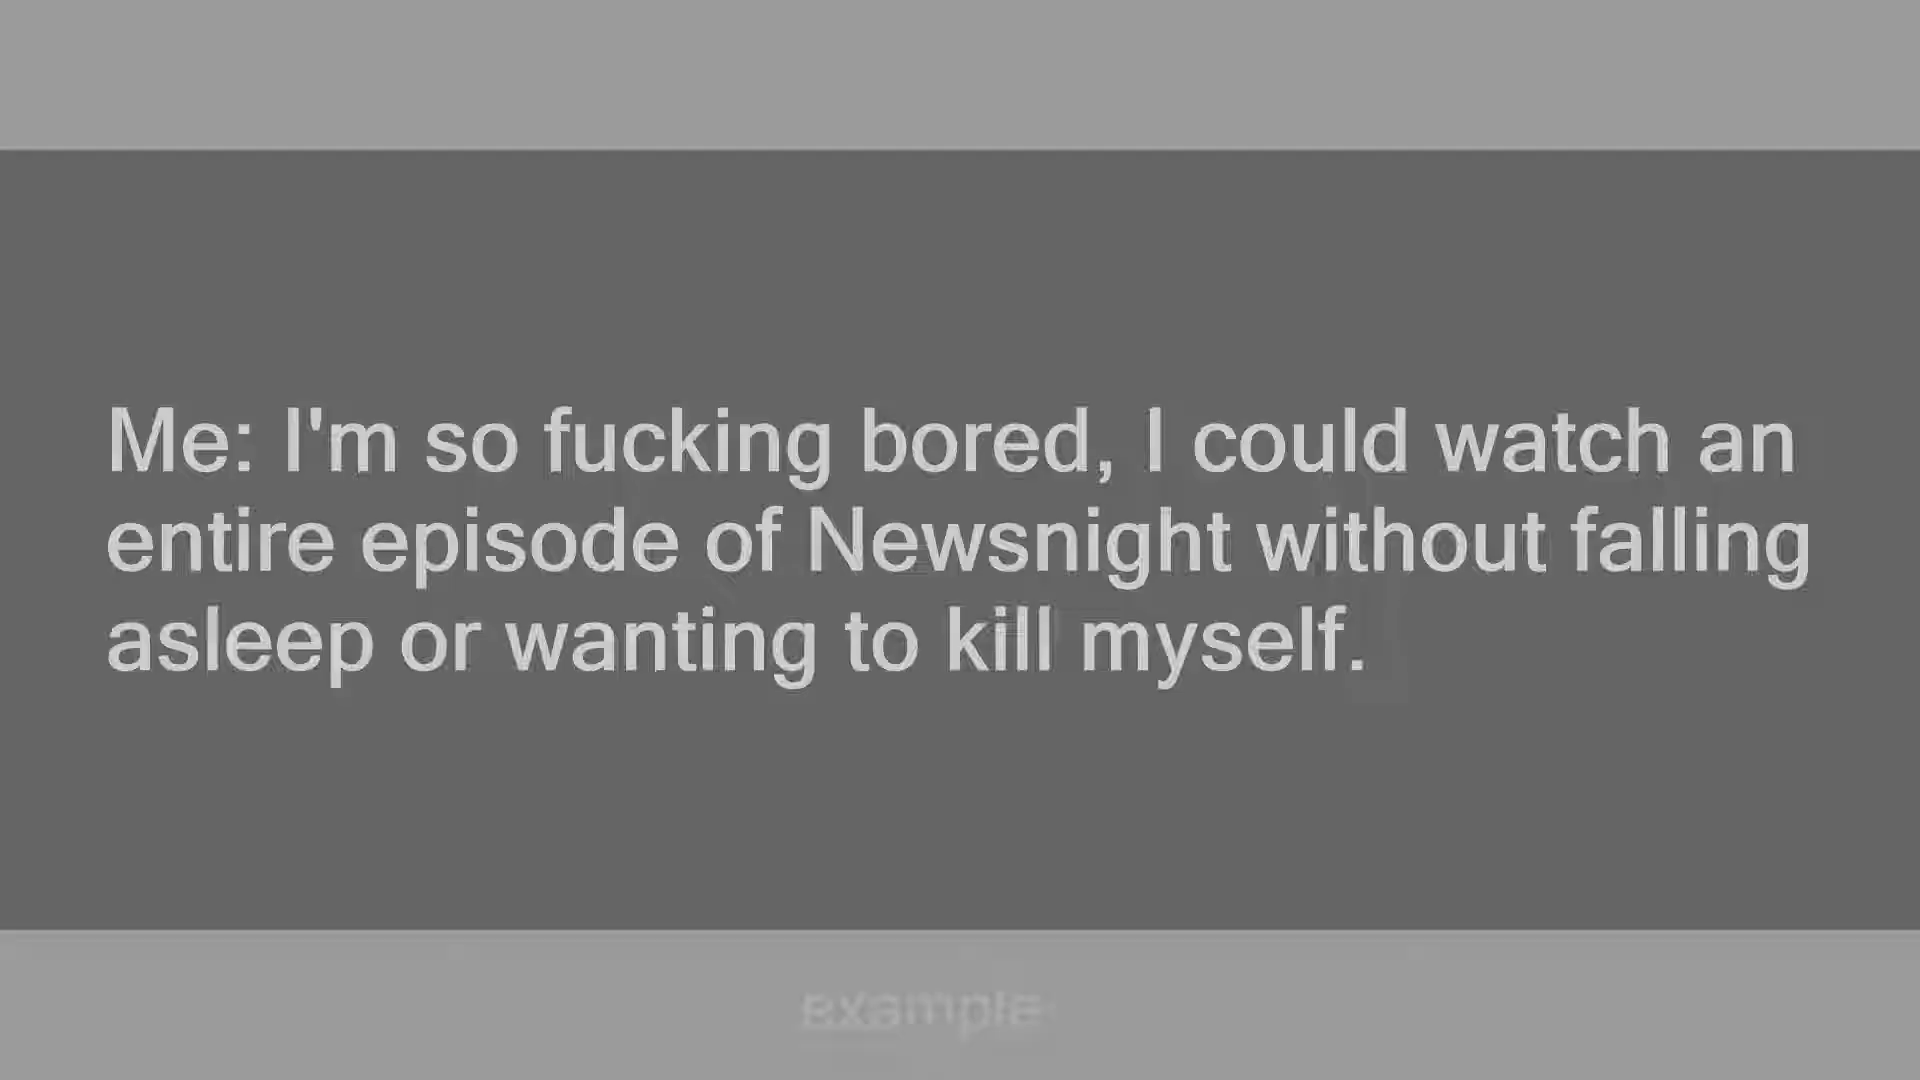 Me: I'm so fucking bored, I could watch an
entire episode of Newsnight without falling
asleep or wanting to kill myself.
example